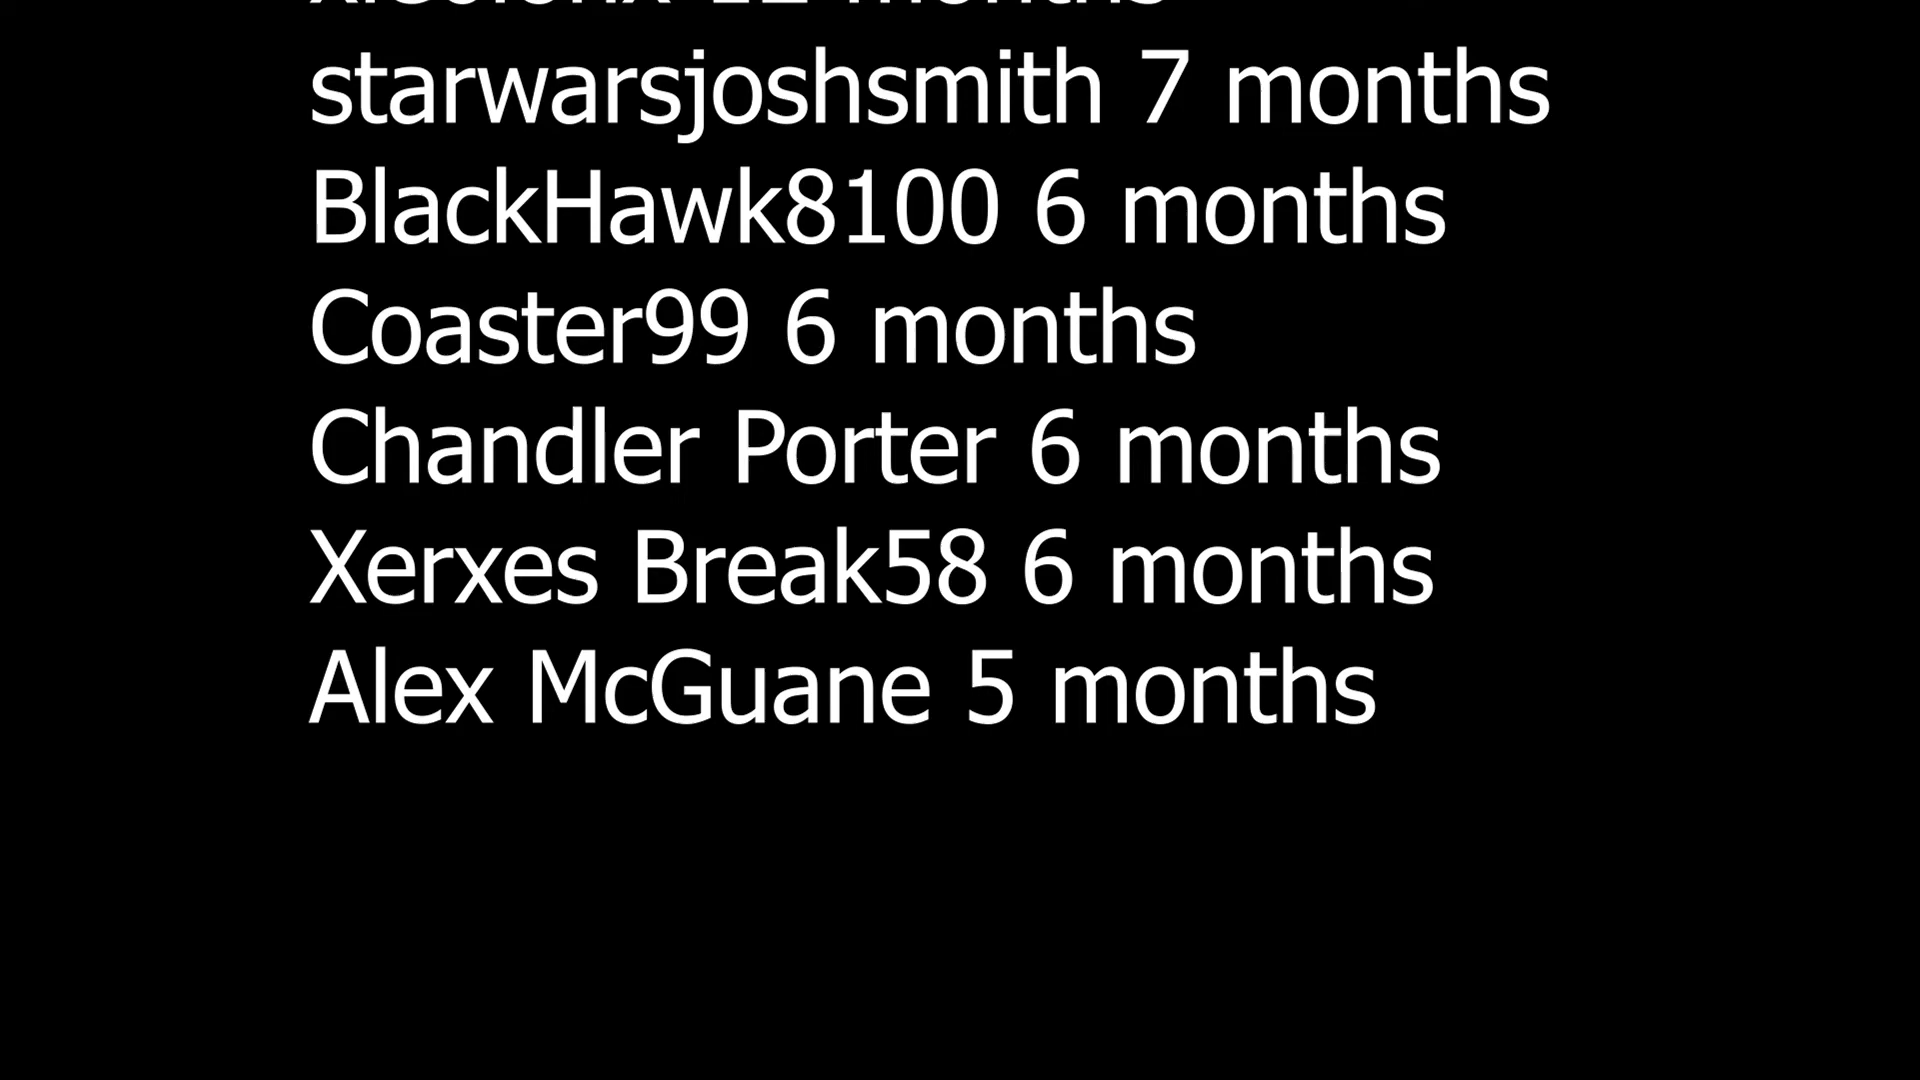 months
starwarsjoshsmith 7 months
BlackHawk8100 6 months
Coaster99 6 months
Chandler Porter 6 months
Xerxes Break58 6 months
Alex McGuane 5 months